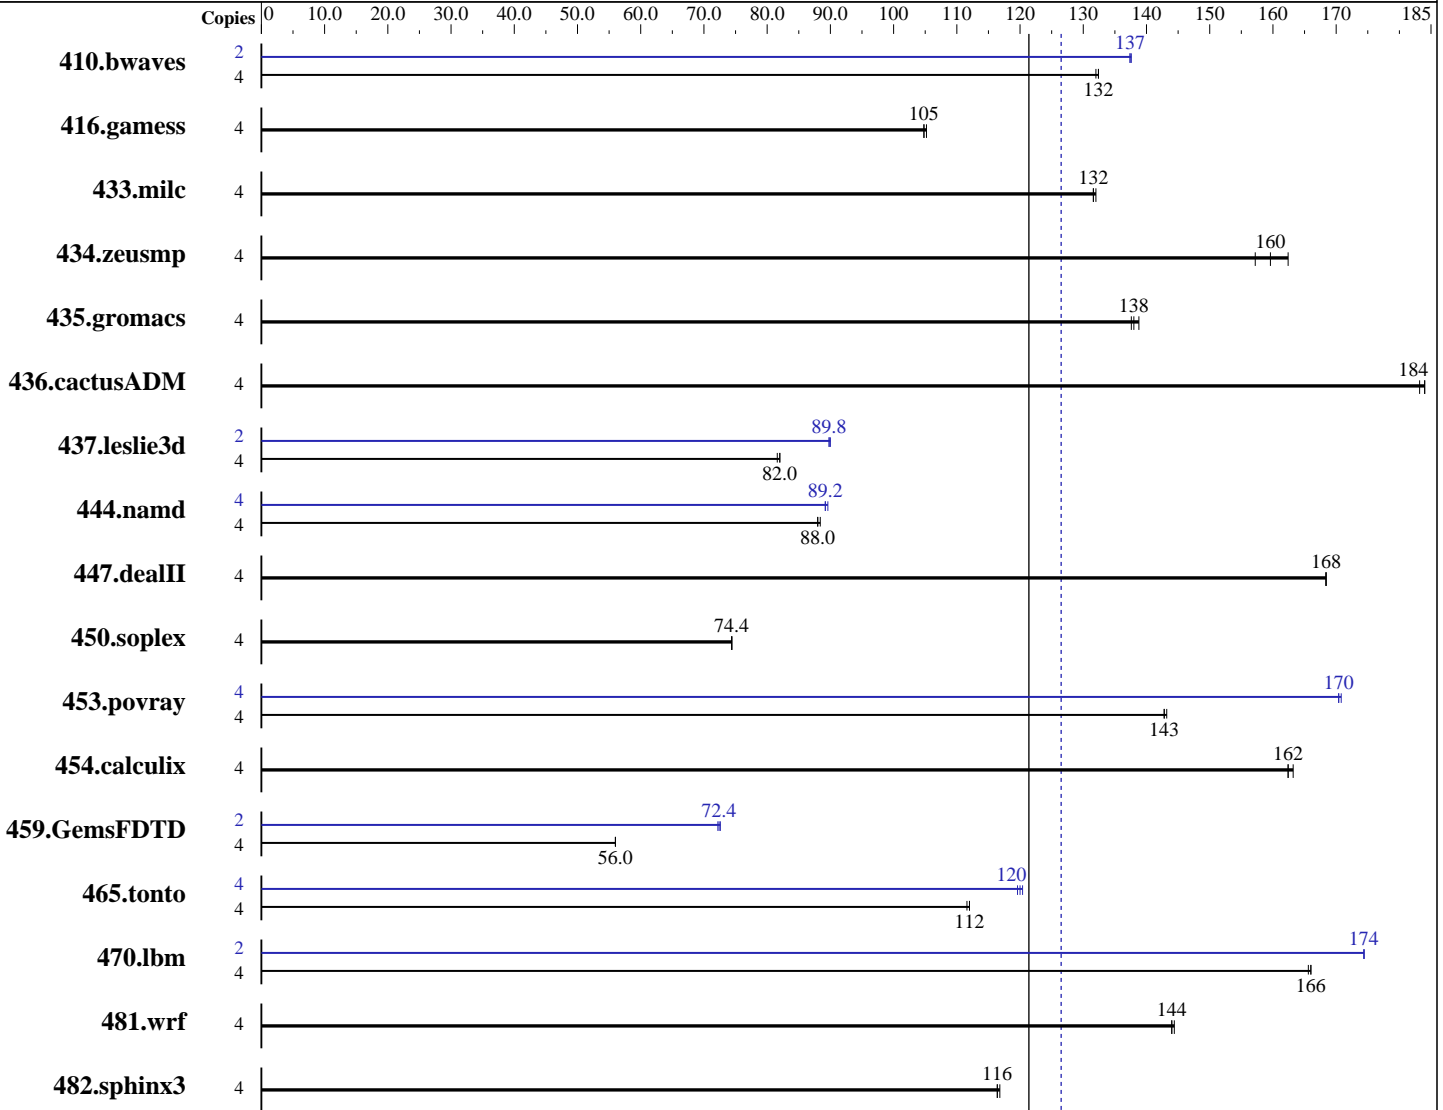 Copies 0 10.0 20.0 30.0 40.0 50.0 60.0 70.0 80.0 90.0 100 110 120 130 140 150 160 170 185
410.bwaves 2 137
4 132
416.gamess 4 105
433.milc 4 132
434.zeusmp 4 160
435.gromacs 4 138
436.cactusADM 4 184
437.leslie3d 2 89.8
4 82.0
444.namd 4 89.2
4 88.0
447.dealII 4 168
450.soplex 4 74.4
453.povray 4 170
4 143
454.calculix 4 162
459.GemsFDTD 2 72.4
4 56.0
465.tonto 4 120
4 112
470.lbm 2 174
4 166
481.wrf 4 144
482.sphinx3 4 116